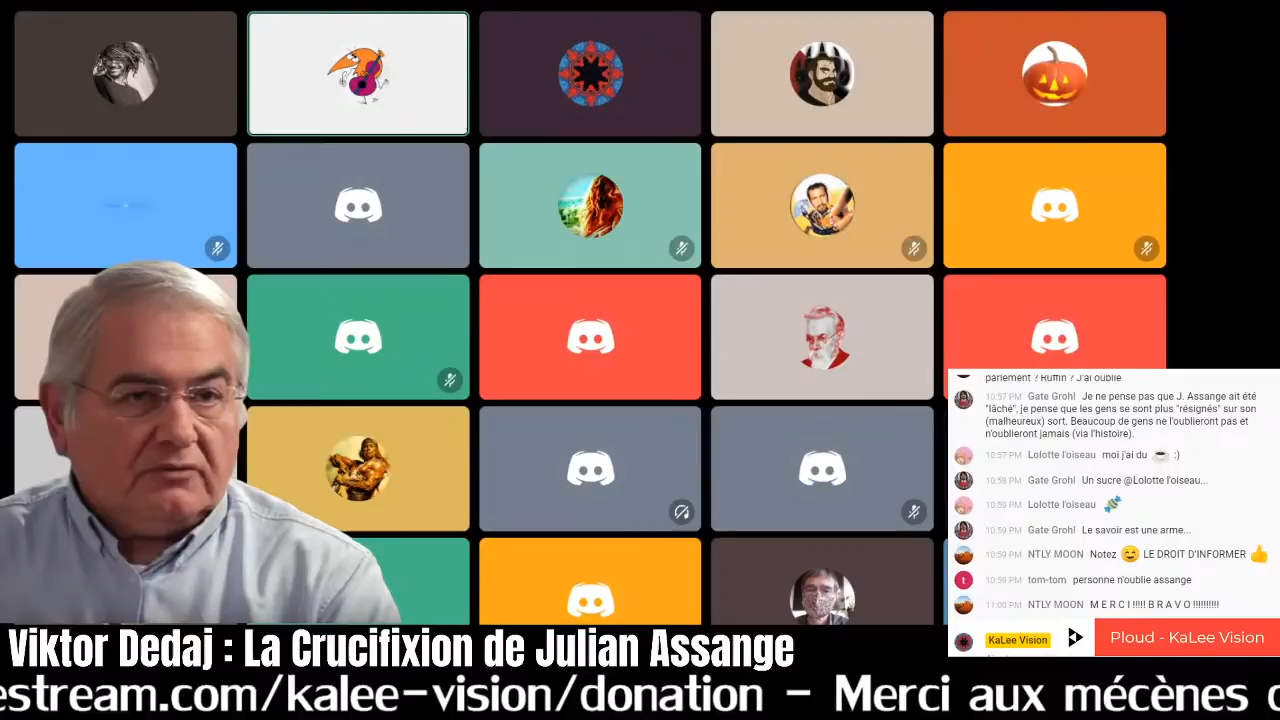 parlement ? Ruffin ? J'ai oublié
10:57 PM Gate Grohl Je ne pense pas que J. Assange ait été
"lâché", je pense que les gens se sont plus "résignés" sur son
(malheureux) sort. Beaucoup de gens ne l'oublieront pas et
n'oublieront jamais (via l'histoire).
10:57 PM Lolotte l'oiseau moi j'ai du ☕ :)
10:58 PM Gate Grohl Un sucre @Lolotte l'oiseau...
10:59 PM Lolotte l'oiseau 🍬
10:59 PM Gate Grohl Le savoir est une arme...
10:59 PM NTLY MOON Notez 😊 LE DROIT D'INFORMER 👍
t
10:59 PM tom-tom personne n'oublie assange
11:00 PM NTLY MOON M E R C I !!!!! B R A V O !!!!!!!!!!
KaLee Vision
Ploud - KaLee Vision
Viktor Dedaj : La Crucifixion de Julian Assange
estream.com/kalee-vision/donation - Merci aux mécènes